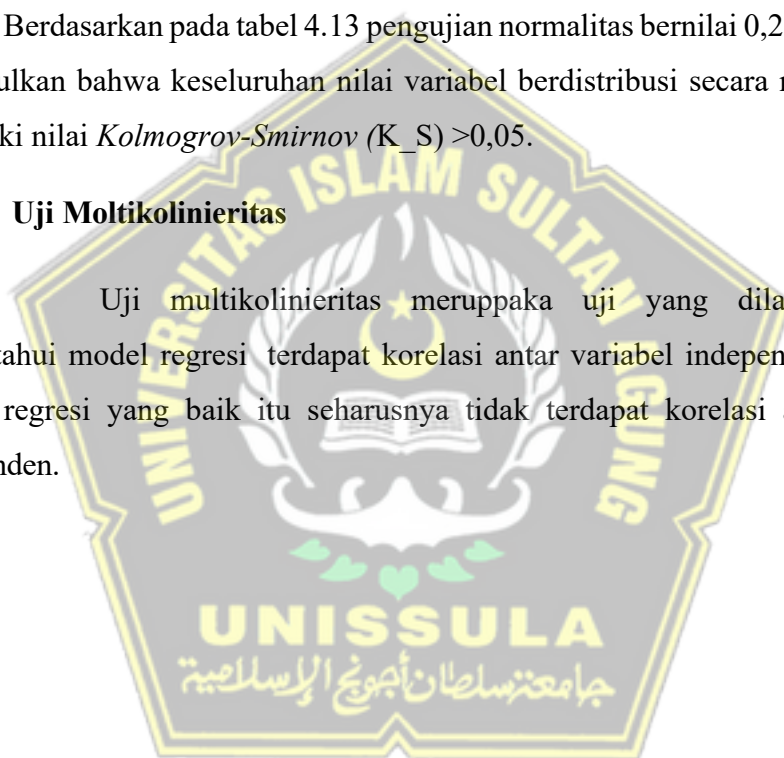 Berdasarkan pada tabel 4.13 pengujian normalitas bernilai 0,2
ulkan bahwa keseluruhan nilai variabel berdistribusi secara
ki nilai Kolmogrov-Smirnov (K_S) >0,05.
Uji Moltikolinieritas
Uji multikolinieritas meruppaka uji yang dila
tahui model regresi terdapat korelasi antar variabel indepen
regresi yang baik itu seharusnya tidak terdapat korelasi
nden.
UNIVERSITAS ISLAM SULTAN AGUNG
UNISSULA
جامعتنسلطان أجونج الإسلامية